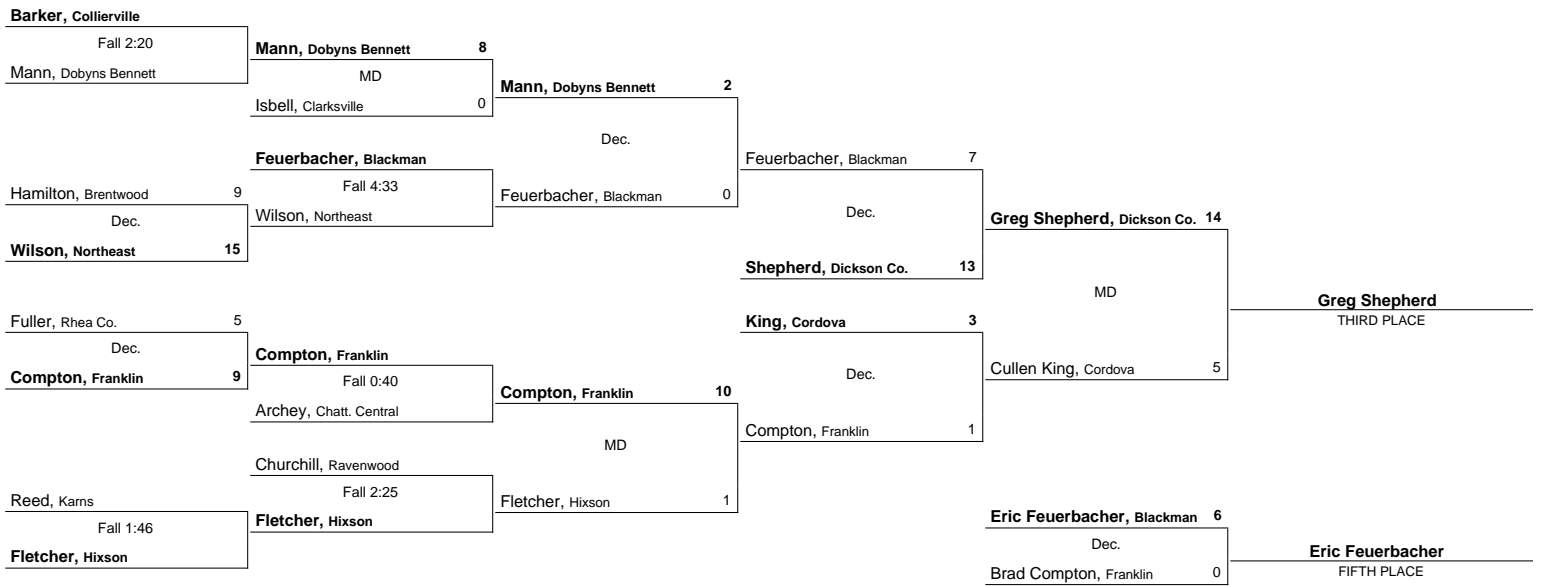 Barker, Collierville
Fall 2:20
Mann, Dobyns Bennett
Hamilton, Brentwood 9
Dec.
Wilson, Northeast 15
Fuller, Rhea Co. 5
Dec.
Compton, Franklin 9
Reed, Karns
Fall 1:46
Fletcher, Hixson
Mann, Dobyns Bennett 8
MD
Isbell, Clarksville 0
Feuerbacher, Blackman
Fall 4:33
Wilson, Northeast
Compton, Franklin
Fall 0:40
Archey, Chatt. Central
Churchill, Ravenwood
Fall 2:25
Fletcher, Hixson
Mann, Dobyns Bennett 2
Dec.
Feuerbacher, Blackman 0
Compton, Franklin 10
MD
Fletcher, Hixson 1
Feuerbacher, Blackman 7
Dec.
Shepherd, Dickson Co. 13
King, Cordova 3
Dec.
Compton, Franklin 1
Greg Shepherd, Dickson Co. 14
MD
Cullen King, Cordova 5
Greg Shepherd
THIRD PLACE
Eric Feuerbacher, Blackman 6
Dec.
Brad Compton, Franklin 0
Eric Feuerbacher
FIFTH PLACE